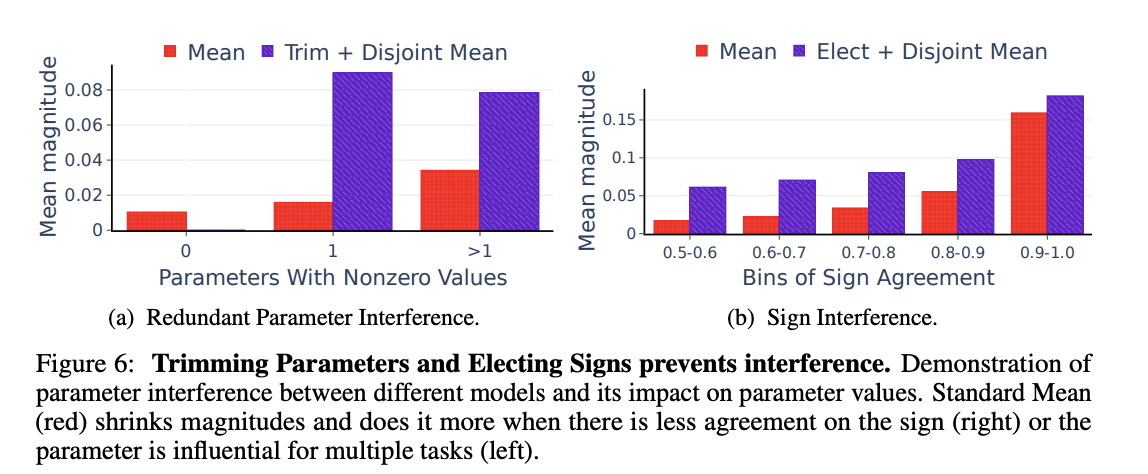 Mean Trim + Disjoint Mean
Mean magnitude
0.08
0.06
0.04
0.02
0
0 1 >1
Parameters With Nonzero Values
(a) Redundant Parameter Interference.
Mean Elect + Disjoint Mean
Mean magnitude
0.15
0.1
0.05
0
0.5-0.6 0.6-0.7 0.7-0.8 0.8-0.9 0.9-1.0
Bins of Sign Agreement
(b) Sign Interference.
Figure 6: Trimming Parameters and Electing Signs prevents interference. Demonstration of
parameter interference between different models and its impact on parameter values. Standard Mean
(red) shrinks magnitudes and does it more when there is less agreement on the sign (right) or the
parameter is influential for multiple tasks (left).